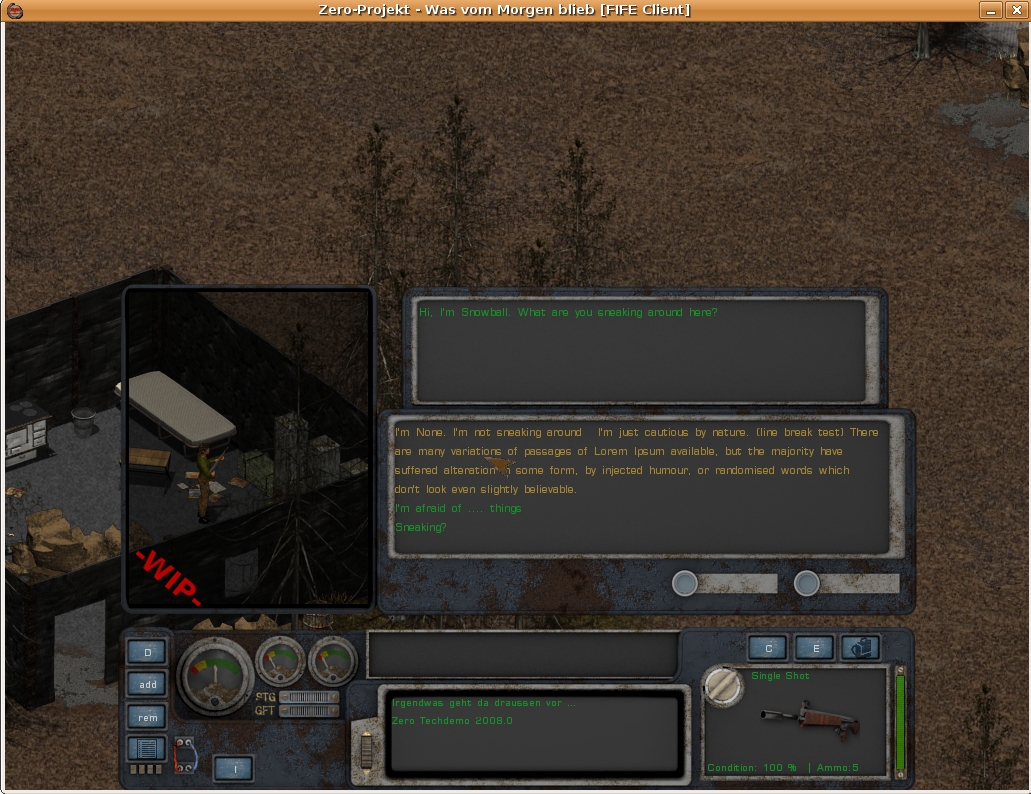 Zero-Projekt - Was vom Morgen blieb [FIFE Client]
Hi, I'm Snowball. What are you sneaking around here?
I'm None. I'm not sneaking around   I'm just cautious by nature. (line break test) There
are many variations of passages of Lorem Ipsum available, but the majority have
suffered alteration in some form, by injected humour, or randomised words which
don't look even slightly believable.
I'm afraid of .... things
Sneaking?
-WIP-
D
add
rem
STG
GFT
I
Irgendwas geht da draussen vor ...
Zero Techdemo 2008.0
C
E
Single Shot
Condition: 100 % | Ammo:5